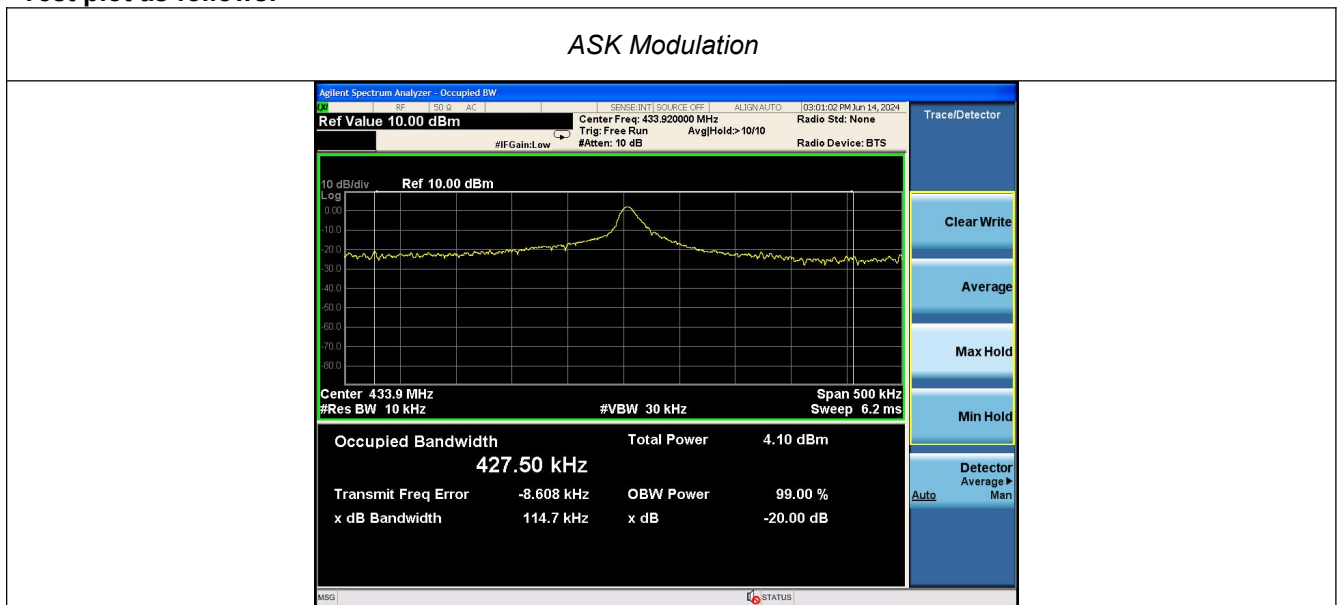 Test plot as follows:
ASK Modulation
Agilent Spectrum Analyzer - Occupied BW
LXI RF 50 Ω AC SENSE:INT SOURCE OFF ALIGN AUTO 03:01:02 PM Jun 14, 2024
Ref Value 10.00 dBm Center Freq: 433.920000 MHz Radio Std: None
Trig: Free Run Avg|Hold:> 10/10
#IFGain:Low #Atten: 10 dB Radio Device: BTS
10 dB/div Ref 10.00 dBm
Log
0.00
-10.0
-20.0
-30.0
-40.0
-50.0
-60.0
-70.0
-80.0
Center 433.9 MHz Span 500 kHz
#Res BW 10 kHz #VBW 30 kHz Sweep 6.2 ms
Occupied Bandwidth Total Power 4.10 dBm
427.50 kHz
Transmit Freq Error -8.608 kHz OBW Power 99.00 %
x dB Bandwidth 114.7 kHz x dB -20.00 dB
MSG STATUS
Trace/Detector
Clear Write
Average
Max Hold
Min Hold
Detector
Average
Auto Man